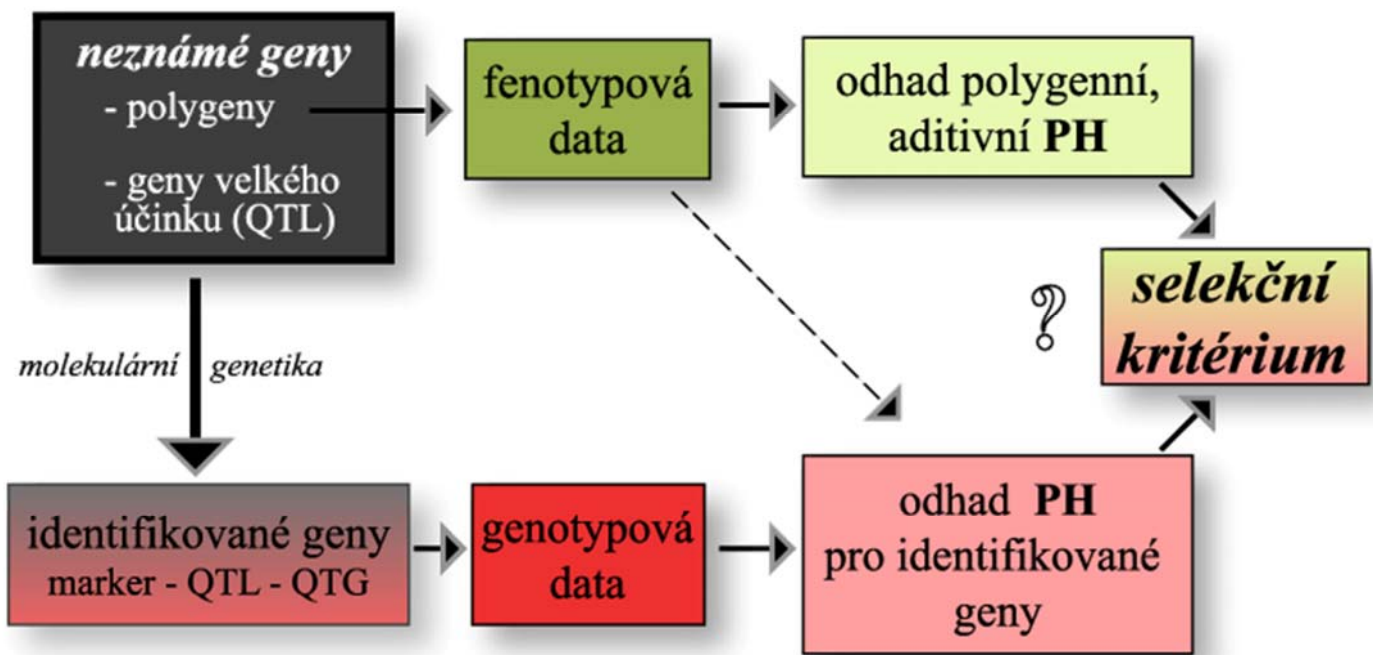 neznámé geny
- polygeny
- geny velkého
účinku (QTL)
fenotypová
data
odhad polygenní,
aditivní PH
selekční
kritérium
?
molekulární genetika
identifikované geny
marker - QTL - QTG
genotypová
data
odhad PH
pro identifikované
geny